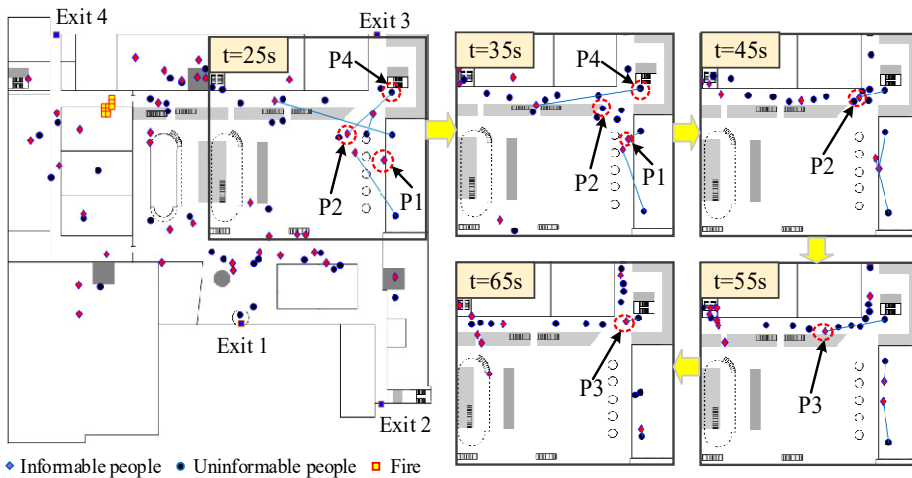 Exit 4
Exit 3
t=25s
P4
P2
P1
t=35s
P4
P2
P1
t=45s
P2
t=65s
P3
t=55s
P3
Exit 1
Exit 2
Informable people
Uninformable people
Fire